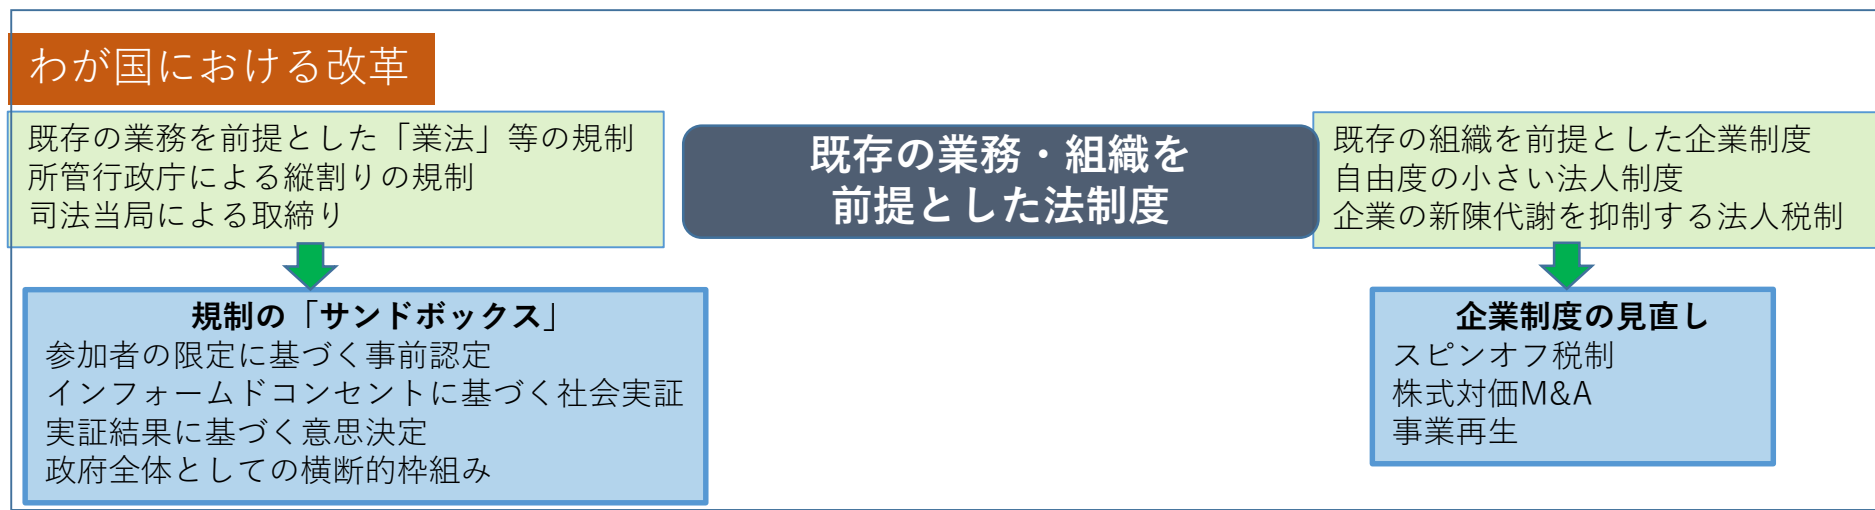 わが国における改革
既存の業務を前提とした「業法」等の規制
所管行政庁による縦割りの規制
司法当局による取締り
既存の業務・組織を
前提とした法制度
既存の組織を前提とした企業制度
自由度の小さい法人制度
企業の新陳代謝を抑制する法人税制
規制の「サンドボックス」
参加者の限定に基づく事前認定
インフォームドコンセントに基づく社会実証
実証結果に基づく意思決定
政府全体としての横断的枠組み
企業制度の見直し
スピンオフ税制
株式対価M&A
事業再生